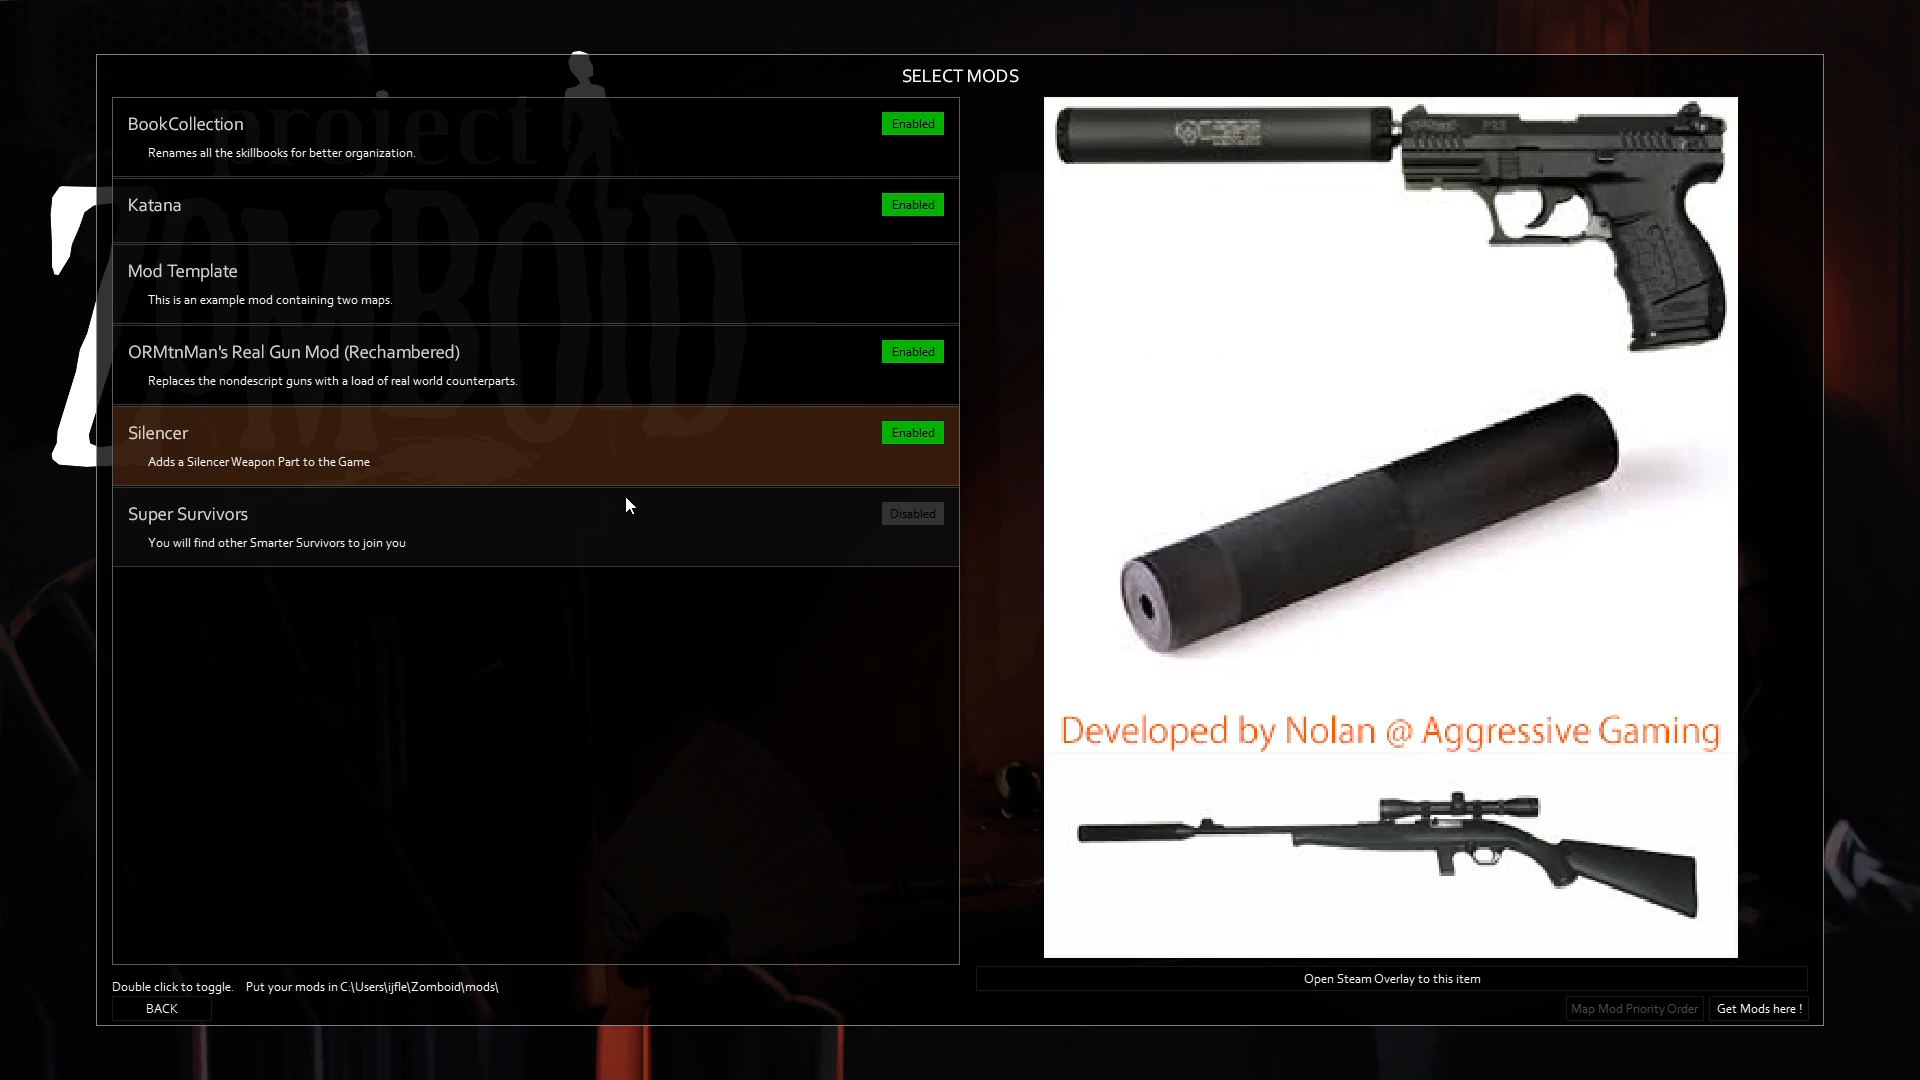 SELECT MODS
project
ZOMBOID
BookCollection
Enabled
Renames all the skillbooks for better organization.
Katana
Enabled
Mod Template
This is an example mod containing two maps.
ORMtnMan's Real Gun Mod (Rechambered)
Enabled
Replaces the nondescript guns with a load of real world counterparts.
Silencer
Enabled
Adds a Silencer Weapon Part to the Game
Super Survivors
Disabled
You will find other Smarter Survivors to join you
Developed by Nolan @ Aggressive Gaming
Double click to toggle. Put your mods in C:\Users\ijfle\Zomboid\mods\
BACK
Open Steam Overlay to this item
Map Mod Priority Order
Get Mods here !